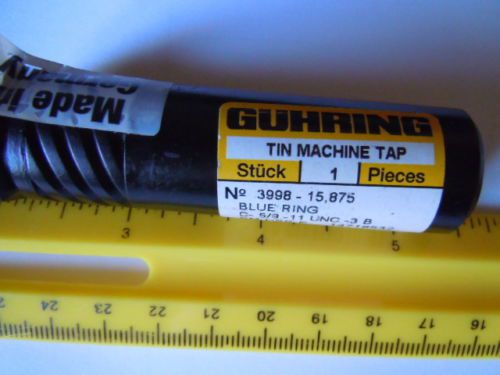 Made in
Germany
GÜHRING
TIN MACHINE TAP
Stück 1 Pieces
Nº 3998 - 15,875
BLUE RING
C- 5/8 -11 UNC -3 B
3 4 5
25 24 23 22 21 20 19 18 17 16